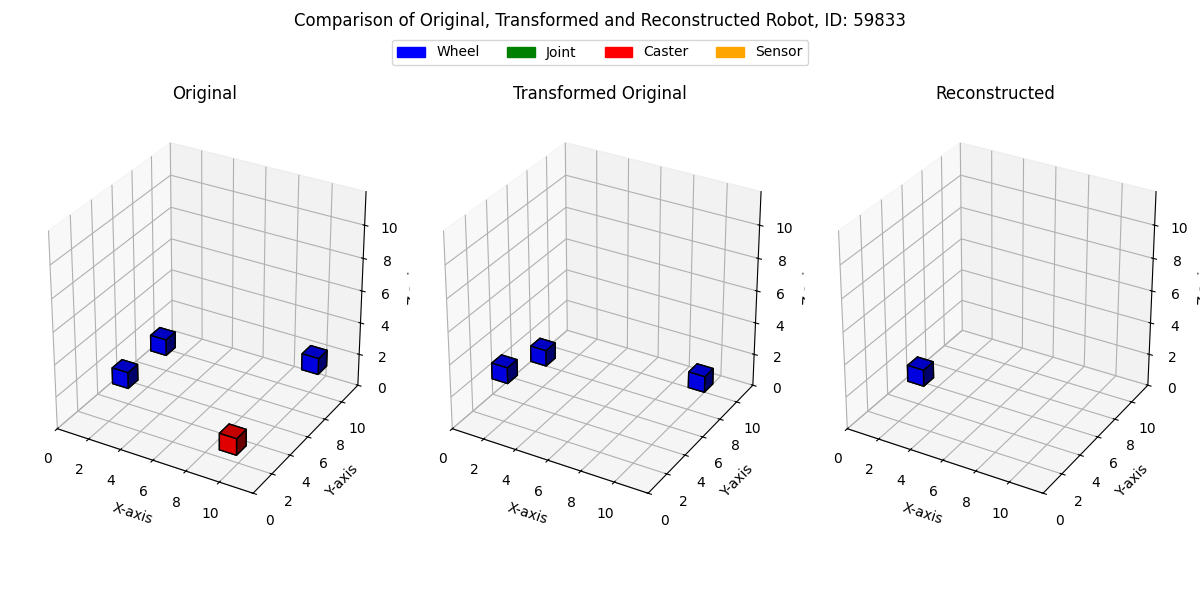 Comparison of Original, Transformed and Reconstructed Robot, ID: 59833
Wheel Joint Caster Sensor
Original Transformed Original Reconstructed
10 10 10
8 8 8
6 6 6
4 4 4
2 2 2
0 0 0
10 10 10
8 8 8
0 2 4 6 8 10 6 4 2 0
0 2 4 6 8 10 6 4 2 0
0 2 4 6 8 10 6 4 2 0
X-axis Y-axis X-axis Y-axis X-axis Y-axis